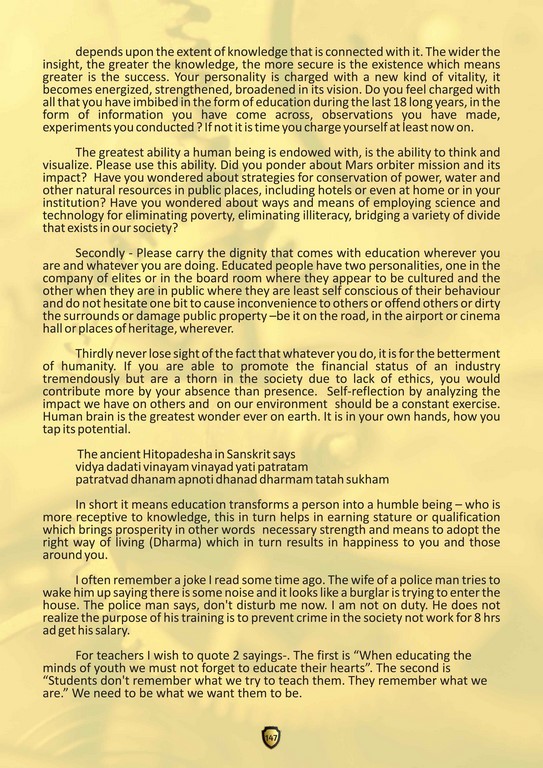 depends upon the extent of knowledge that is connected with it. The wider the
insight, the greater the knowledge, the more secure is the existence which means
greater is the success. Your personality is charged with a new kind of vitality, it
becomes energized, strengthened, broadened in its vision. Do you feel charged with
all that you have imbibed in the form of education during the last 18 long years, in the
form of information you have come across, observations you have made,
experiments you conducted ? If not it is time you charge yourself at least now on.
The greatest ability a human being is endowed with, is the ability to think and
visualize. Please use this ability. Did you ponder about Mars orbiter mission and its
impact? Have you wondered about strategies for conservation of power, water and
other natural resources in public places, including hotels or even at home or in your
institution? Have you wondered about ways and means of employing science and
technology for eliminating poverty, eliminating illiteracy, bridging a variety of divide
that exists in our society?
Secondly - Please carry the dignity that comes with education wherever you
are and whatever you are doing. Educated people have two personalities, one in the
company of elites or in the board room where they appear to be cultured and the
other when they are in public where they are least self conscious of their behaviour
and do not hesitate one bit to cause inconvenience to others or offend others or dirty
the surrounds or damage public property –be it on the road, in the airport or cinema
hall or places of heritage, wherever.
Thirdly never lose sight of the fact that whatever you do, it is for the betterment
of humanity. If you are able to promote the financial status of an industry
tremendously but are a thorn in the society due to lack of ethics, you would
contribute more by your absence than presence. Self-reflection by analyzing the
impact we have on others and on our environment should be a constant exercise.
Human brain is the greatest wonder ever on earth. It is in your own hands, how you
tap its potential.
The ancient Hitopadesha in Sanskrit says
vidya dadati vinayam vinayad yati patratam
patratvad dhanam apnoti dhanad dharmam tatah sukham
In short it means education transforms a person into a humble being – who is
more receptive to knowledge, this in turn helps in earning stature or qualification
which brings prosperity in other words necessary strength and means to adopt the
right way of living (Dharma) which in turn results in happiness to you and those
around you.
I often remember a joke I read some time ago. The wife of a police man tries to
wake him up saying there is some noise and it looks like a burglar is trying to enter the
house. The police man says, don't disturb me now. I am not on duty. He does not
realize the purpose of his training is to prevent crime in the society not work for 8 hrs
ad get his salary.
For teachers I wish to quote 2 sayings-. The first is “When educating the
minds of youth we must not forget to educate their hearts”. The second is
“Students don't remember what we try to teach them. They remember what we
are.” We need to be what we want them to be.
147